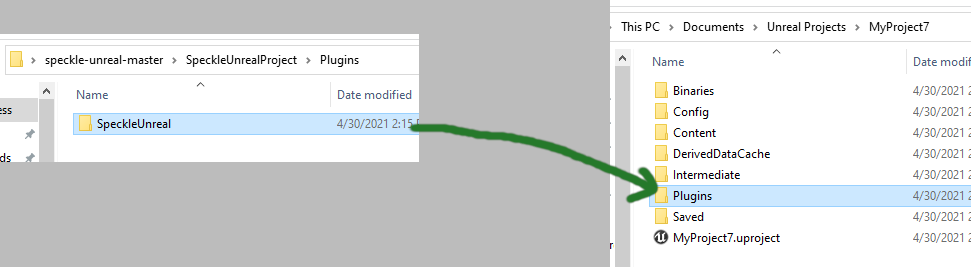 speckle-unreal-master > SpeckleUnrealProject > Plugins
Name Date modified
SpeckleUnreal 4/30/2021 2:15
ess
ds
This PC > Documents > Unreal Projects > MyProject7
Name Date modif
Binaries 4/30/2021 2
Config 4/30/2021 2
Content 4/30/2021 2
DerivedDataCache 4/30/2021 2
Intermediate 4/30/2021 2
Plugins 4/30/2021 2
Saved 4/30/2021 2
MyProject7.uproject 4/30/2021 2